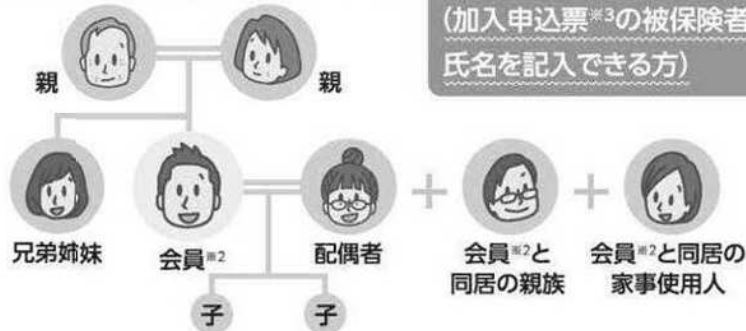 (加入申込票※3の被保険者
氏名を記入できる方)
親
親
兄弟姉妹
会員※2
配偶者
会員※2と
同居の親族
会員※2と同居の
家事使用人
子
子